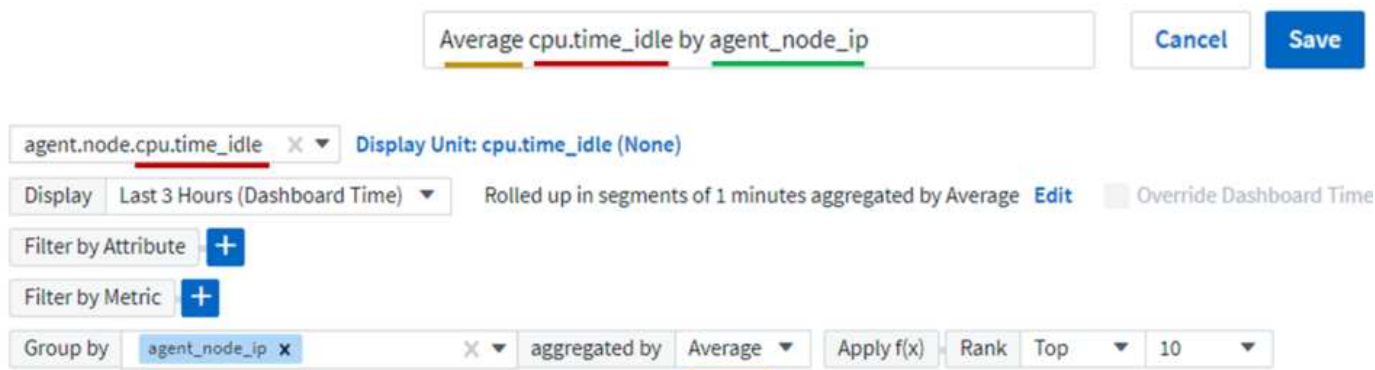 Average cpu.time_idle by agent_node_ip Cancel Save
agent.node.cpu.time_idle × Display Unit: cpu.time_idle (None)
Display Last 3 Hours (Dashboard Time) Rolled up in segments of 1 minutes aggregated by Average Edit Override Dashboard Time
Filter by Attribute +
Filter by Metric +
Group by agent_node_ip x × aggregated by Average Apply f(x) Rank Top 10